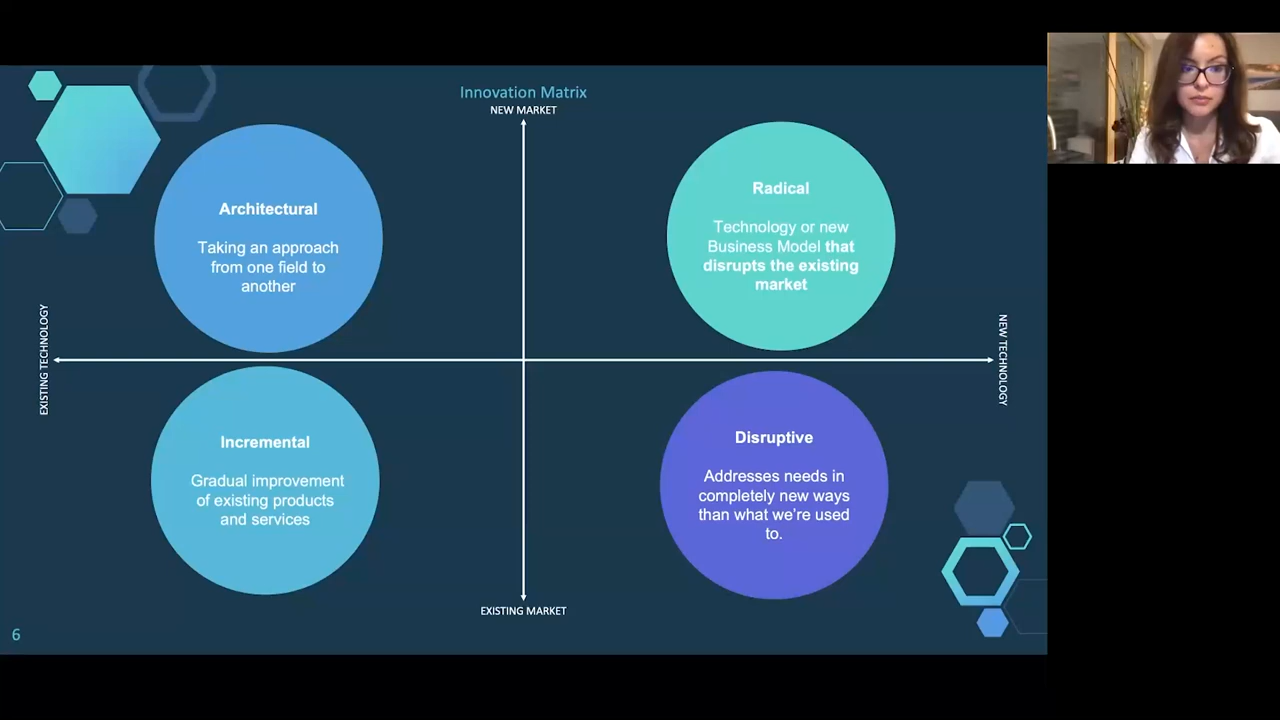 Innovation Matrix
NEW MARKET
Architectural
Taking an approach
from one field to
another
Radical
Technology or new
Business Model that
disrupts the existing
market
EXISTING TECHNOLOGY
NEW TECHNOLOGY
Incremental
Gradual improvement
of existing products
and services
Disruptive
Addresses needs in
completely new ways
than what we're used
to.
EXISTING MARKET
6